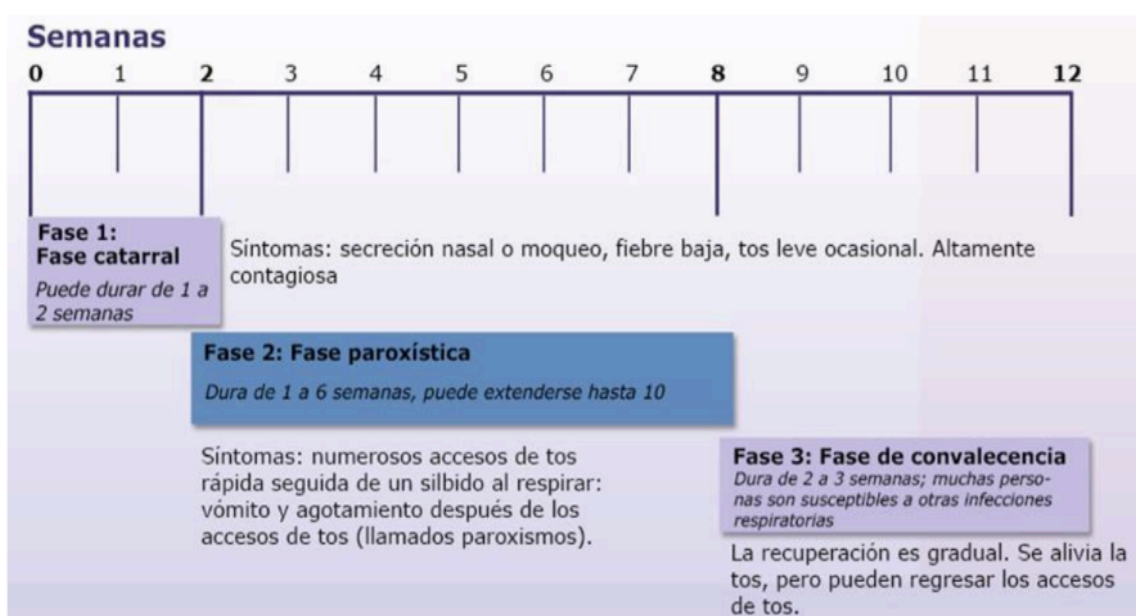 Semanas
0 1 2 3 4 5 6 7 8 9 10 11 12
Fase 1:
Fase catarral
Puede durar de 1 a
2 semanas
Síntomas: secreción nasal o moqueo, fiebre baja, tos leve ocasional. Altamente
contagiosa
Fase 2: Fase paroxística
Dura de 1 a 6 semanas, puede extenderse hasta 10
Síntomas: numerosos accesos de tos
rápida seguida de un silbido al respirar:
vómito y agotamiento después de los
accesos de tos (llamados paroxismos).
Fase 3: Fase de convalecencia
Dura de 2 a 3 semanas; muchas perso-
nas son susceptibles a otras infecciones
respiratorias
La recuperación es gradual. Se alivia la
tos, pero pueden regresar los accesos
de tos.